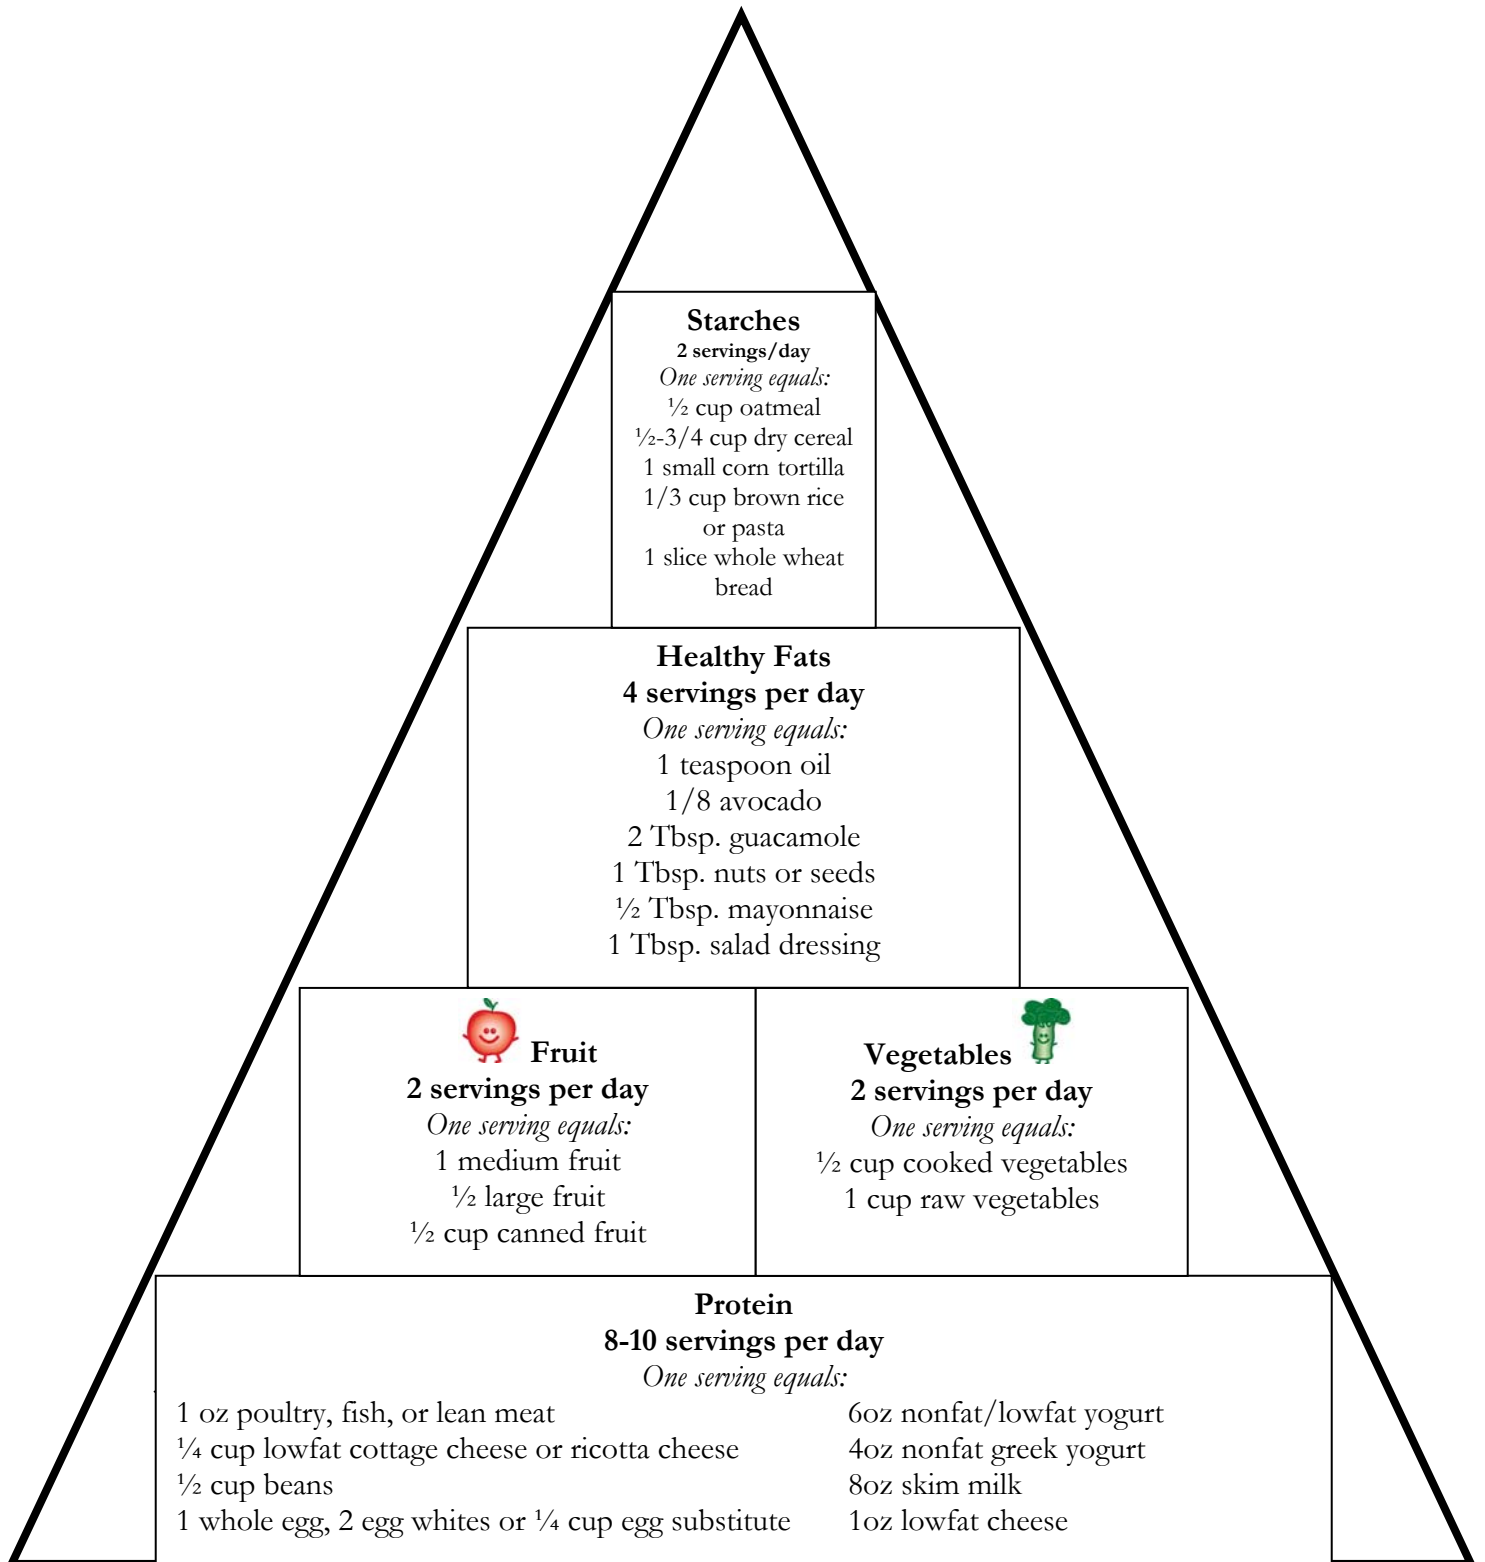 Starches
2 servings/day
One serving equals:
½ cup oatmeal
½-3/4 cup dry cereal
1 small corn tortilla
1/3 cup brown rice
or pasta
1 slice whole wheat
bread
Healthy Fats
4 servings per day
One serving equals:
1 teaspoon oil
1/8 avocado
2 Tbsp. guacamole
1 Tbsp. nuts or seeds
½ Tbsp. mayonnaise
1 Tbsp. salad dressing
Fruit
2 servings per day
One serving equals:
1 medium fruit
½ large fruit
½ cup canned fruit
Vegetables
2 servings per day
One serving equals:
½ cup cooked vegetables
1 cup raw vegetables
Protein
8-10 servings per day
One serving equals:
1 oz poultry, fish, or lean meat
¼ cup lowfat cottage cheese or ricotta cheese
½ cup beans
1 whole egg, 2 egg whites or ¼ cup egg substitute
6oz nonfat/lowfat yogurt
4oz nonfat greek yogurt
8oz skim milk
1oz lowfat cheese